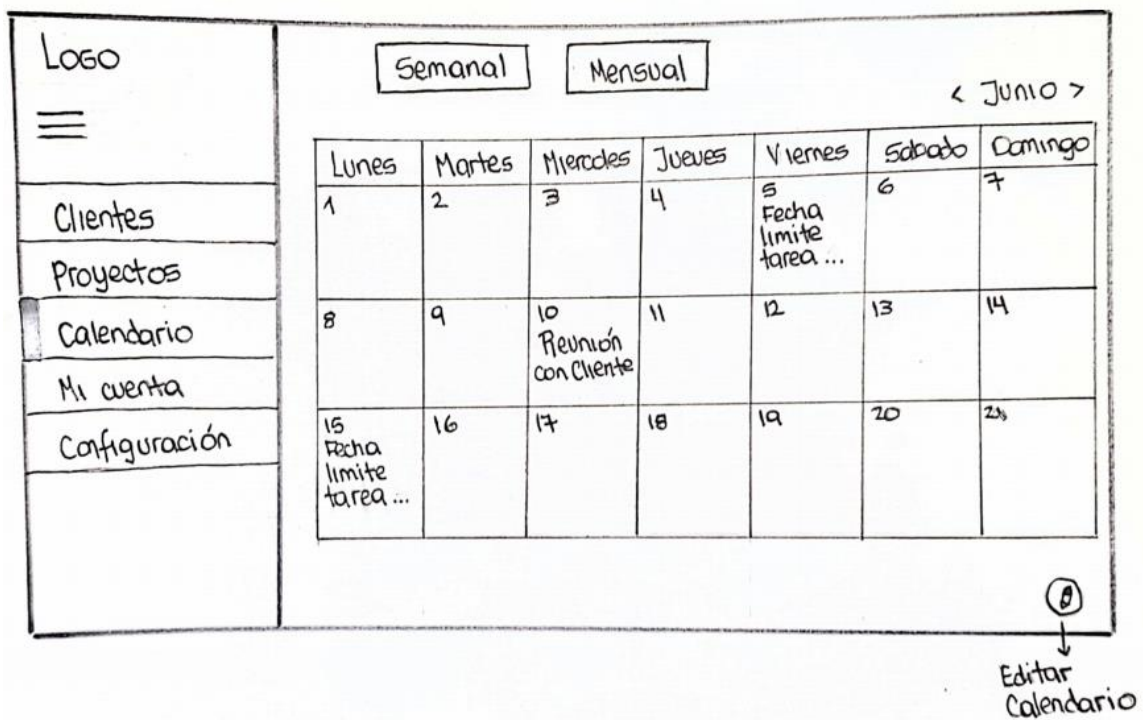 Logo
Clientes
Proyectos
Calendario
Mi cuenta
Configuración
Semanal Mensual
< Junio >
Lunes Martes Miercoles Jueves Viernes Sabado Domingo
1 2 3 4 5 6 7
Fecha
limite
tarea ...
8 9 10 11 12 13 14
Reunión
con Cliente
15 16 17 18 19 20 21
Fecha
limite
tarea ...
Editar
Calendario